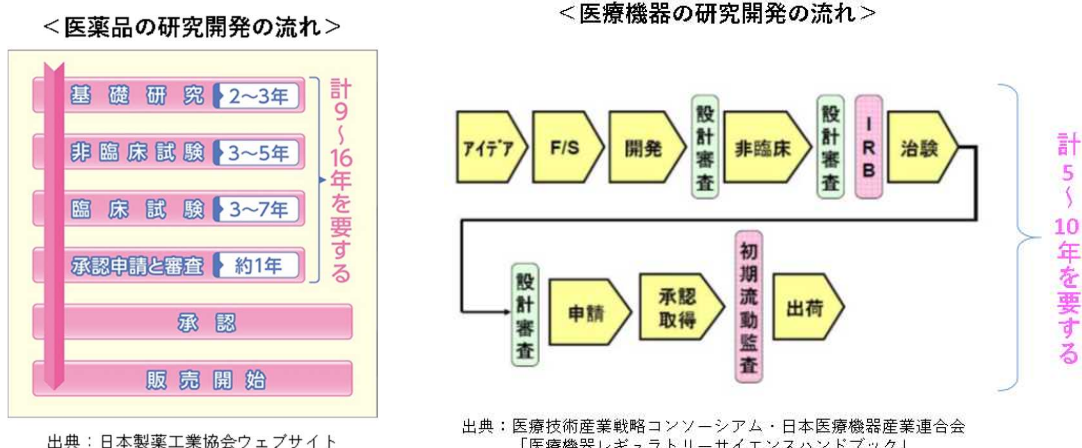 ＜医薬品の研究開発の流れ＞
基礎研究 2～3年
非臨床試験 3～5年
臨床試験 3～7年
承認申請と審査 約1年
計9～16年を要する
承認
販売開始
出典：日本製薬工業協会ウェブサイト
＜医療機器の研究開発の流れ＞
アイデア
F/S
開発
設計審査
非臨床
設計審査
IRB
治験
設計審査
申請
承認
取得
初期流動監査
出荷
計5～10年を要する
出典：医療技術産業戦略コンソーシアム・日本医療機器産業連合会
「医療機器レギュラトリーサイエンスハンドブック」